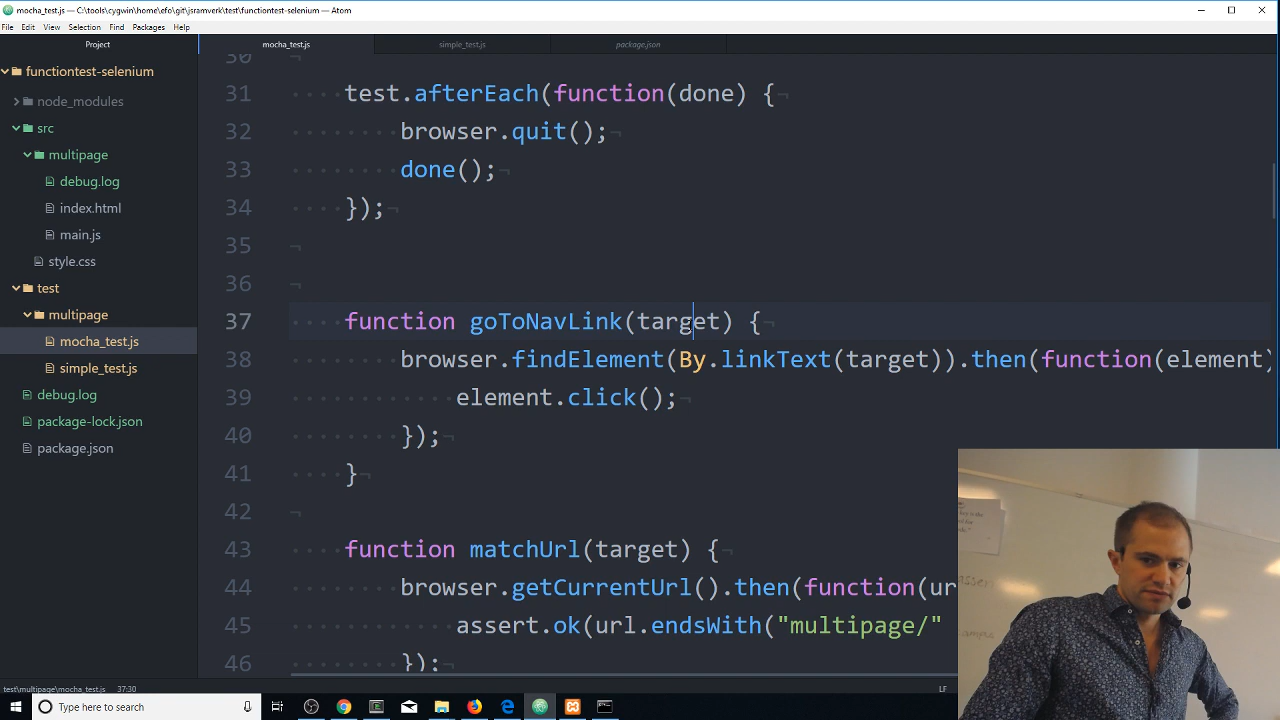 mocha_test.js — C:\tools\cygwin\home\efo\git\jsramverk\test\functiontest-selenium — Atom
File Edit View Selection Find Packages Help
Project
mocha_test.js
simple_test.js
package.json
functiontest-selenium
node_modules
src
multipage
debug.log
index.html
main.js
style.css
test
multipage
mocha_test.js
simple_test.js
debug.log
package-lock.json
package.json
30
31 test.afterEach(function(done) {
32 browser.quit();
33 done();
34 });
35
36
37 function goToNavLink(target) {
38 browser.findElement(By.linkText(target)).then(function(element)
39 element.click();
40 });
41 }
42
43 function matchUrl(target) {
44 browser.getCurrentUrl().then(function(ur
45 assert.ok(url.endsWith("multipage/"
46 });
test\multipage\mocha_test.js 37:30
LF
Type here to search